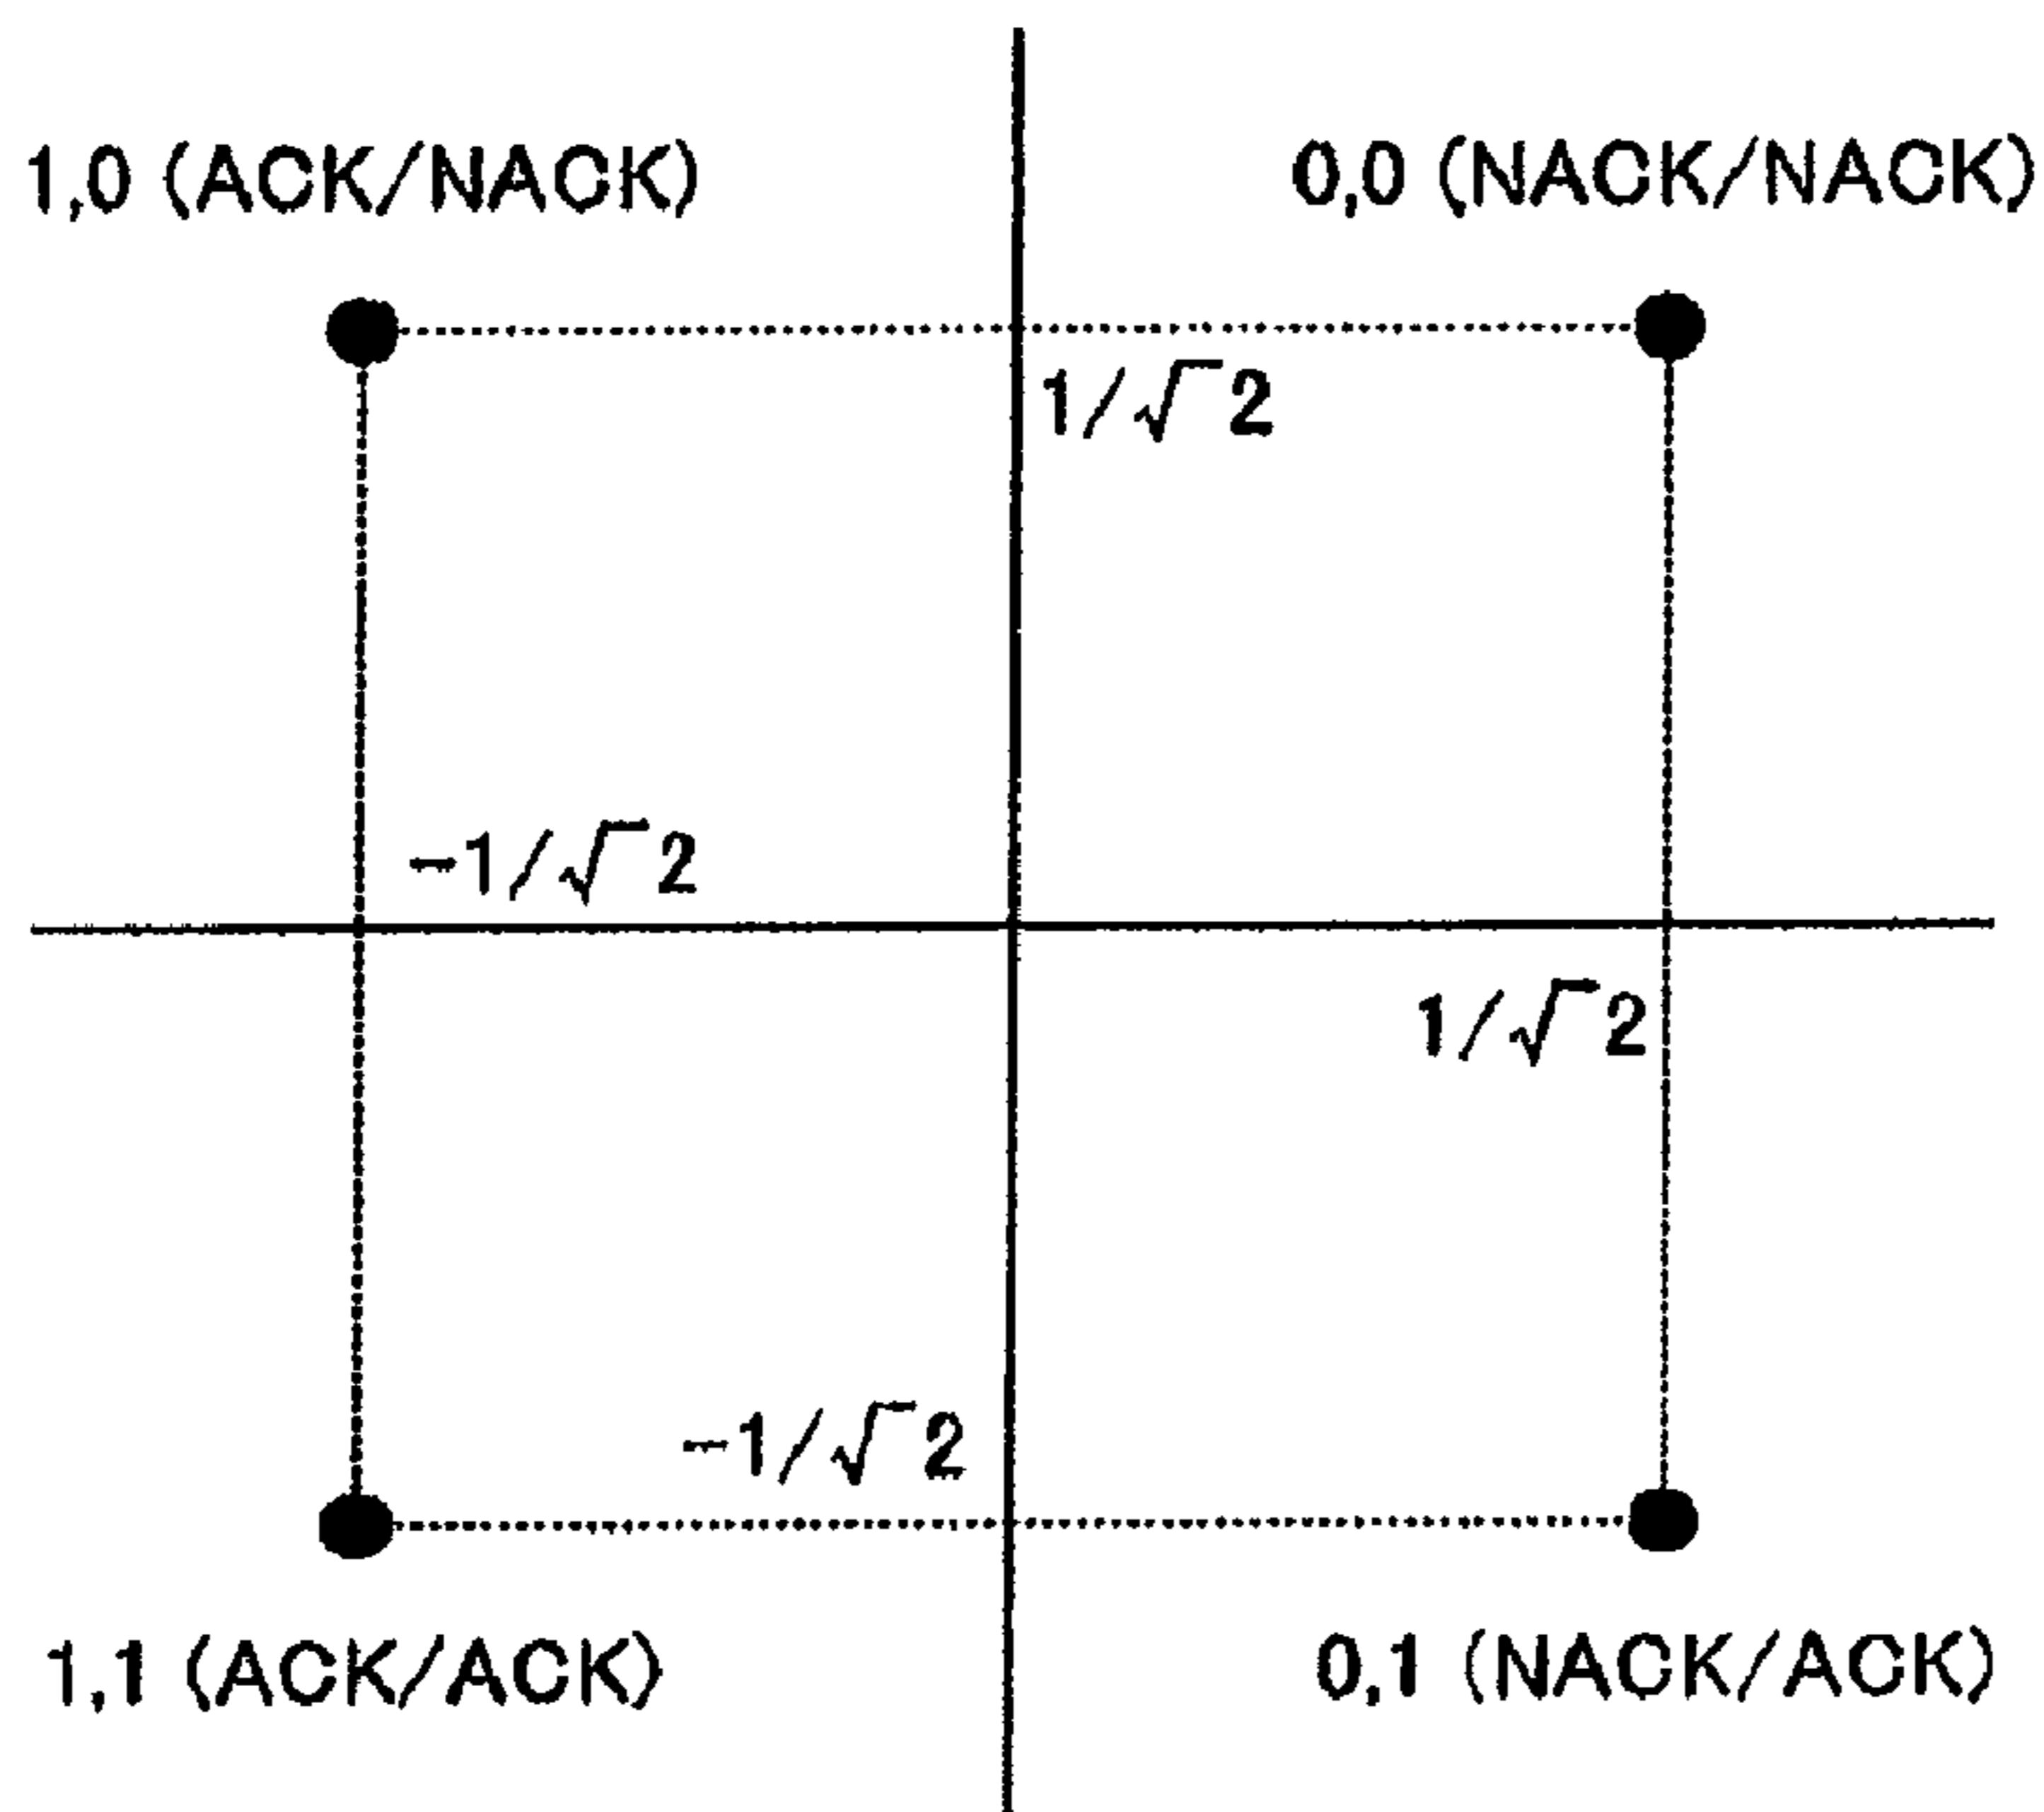 1,0 (ACK/NACK)
0,0 (NACK/NACK)
1/√2
-1/√2
1/√2
-1/√2
1,1 (ACK/ACK)
0,1 (NACK/ACK)